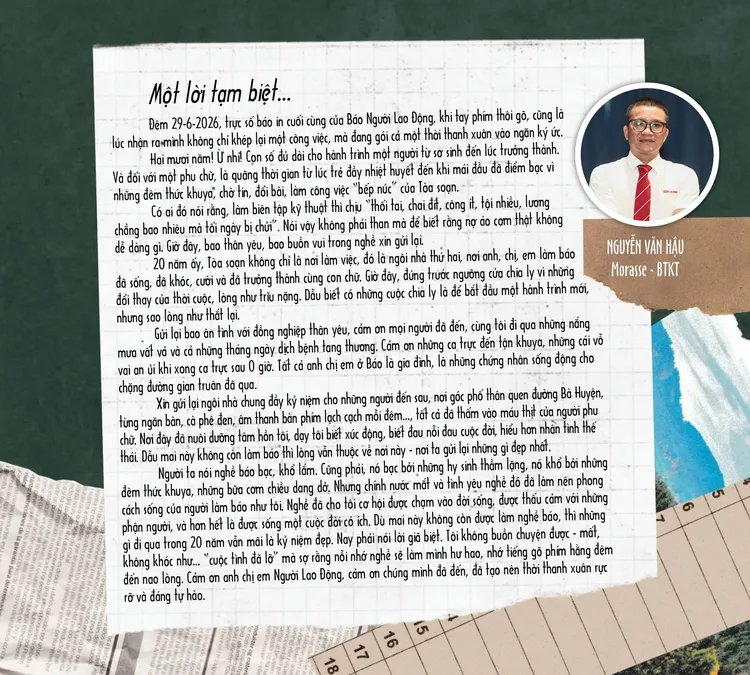 Một lời tạm biệt...
Đêm 29-6-2026, trực số báo in cuối cùng của Báo Người Lao Động, khi tay phím thôi gõ, cũng là
lúc nhận ra mình không chỉ khép lại một công việc, mà đang gói cả một thời thanh xuân vào ngăn ký ức.
Hai mươi năm! Ừ nhỉ! Con số đủ dài cho hành trình một người từ sơ sinh đến lúc trưởng thành.
Và đối với một phu chữ, là quãng thời gian từ lúc trẻ đầy nhiệt huyết đến khi mái đầu đã điểm bạc vì
những đêm thức khuya, chờ tin, đổi bài, làm công việc "bếp núc" của Tòa soạn.
Có ai đó nói rằng, làm biên tập kỹ thuật thì chịu "thối tai, chai đít, công ít, tội nhiều, lương
chẳng bao nhiêu mà tối ngày bị chửi". Nói vậy không phải than mà để biết rằng nợ áo cơm thật không
dễ dàng gì. Giờ đây, bao thân yêu, bao buồn vui trong nghề xin gửi lại.
20 năm ấy, Tòa soạn không chỉ là nơi làm việc, đó là ngôi nhà thứ hai, nơi anh, chị, em làm báo
đã sống, đã khóc, cười và đã trưởng thành cùng con chữ. Giờ đây, đứng trước ngưỡng cửa chia ly vì những
đổi thay của thời cuộc, lòng như trĩu nặng. Dẫu biết có những cuộc chia ly là để bắt đầu một hành trình mới,
nhưng sao lòng như thắt lại.
Gửi lại bao ân tình với đồng nghiệp thân yêu, cám ơn mọi người đã đến, cùng tôi đi qua những nắng
mưa vất vả và cả những tháng ngày dịch bệnh tang thương. Cám ơn những ca trực đến tận khuya, những cái vỗ
vai an ủi khi xong ca trực sau 0 giờ. Tất cả anh chị em ở Báo là gia đình, là những chứng nhân sống động cho
chặng đường gian truân đã qua.
Xin gửi lại ngôi nhà chung đầy kỷ niệm cho những người đến sau, nơi góc phố thân quen đường Bà Huyện,
từng ngăn bàn, cà phê đen, âm thanh bàn phím lạch cạch mỗi đêm..., tất cả đã thấm vào máu thịt của người phu
chữ. Nơi đây đã nuôi dưỡng tâm hồn tôi, dạy tôi biết xúc động, biết đau nỗi đau cuộc đời, hiểu hơn nhân tình thế
thái. Dẫu mai này không còn làm báo thì lòng vẫn thuộc về nơi này - nơi ta gửi lại những gì đẹp nhất.
Người ta nói nghề báo bạc, khổ lắm. Cũng phải, nó bạc bởi những hy sinh thầm lặng, nó khổ bởi những
đêm thức khuya, những bữa cơm chiều dang dở. Nhưng chính nước mắt và tình yêu nghề đó đã làm nên phong
cách sống của người làm báo như tôi. Nghề đã cho tôi cơ hội được chạm vào đời sống, được thấu cảm với những
phận người, và hơn hết là được sống một cuộc đời có ích. Dù mai này không còn được làm nghề báo, thì những
gì đi qua trong 20 năm vẫn mãi là kỷ niệm đẹp. Nay phải nói lời giã biệt. Tôi không buồn chuyện được - mất,
không khóc như... "cuộc tình đã lỡ" mà sợ rằng nỗi nhớ nghề sẽ làm mình hư hao, nhớ tiếng gõ phím hằng đêm
đến nao lòng. Cám ơn anh chị em Người Lao Động, cám ơn chúng mình đã đến, đã tạo nên thời thanh xuân rực
rỡ và đáng tự hào.
NGUYỄN VĂN HẬU
Morasse - BTKT
5
15
16
17
18